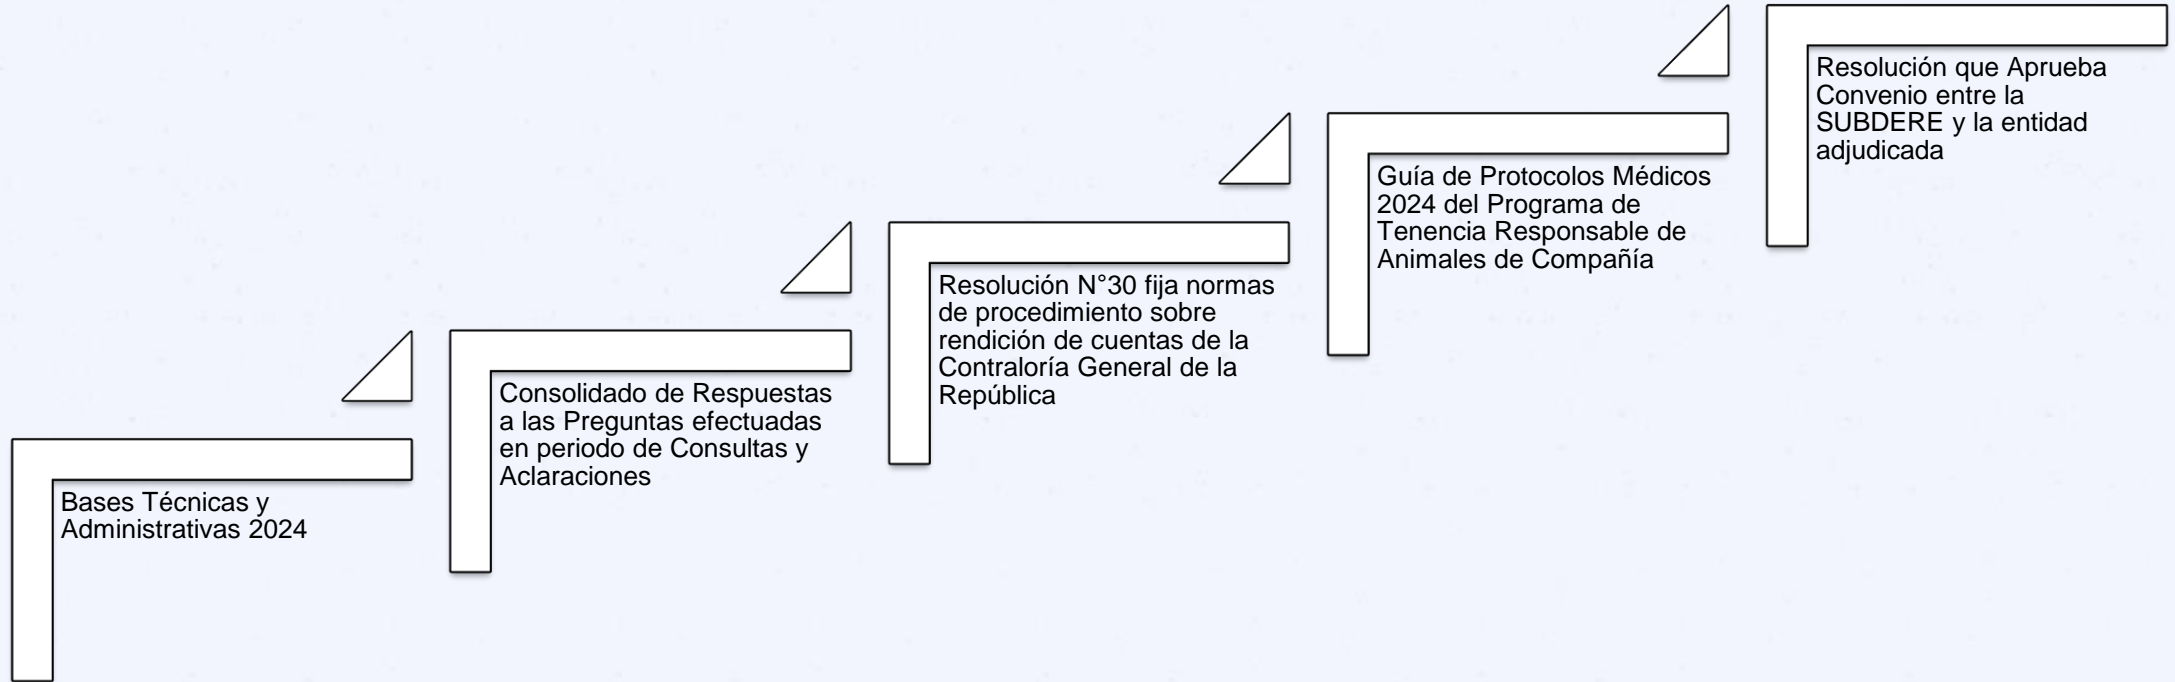 Bases Técnicas y
Administrativas 2024
Consolidado de Respuestas
a las Preguntas efectuadas
en periodo de Consultas y
Aclaraciones
Resolución N°30 fija normas
de procedimiento sobre
rendición de cuentas de la
Contraloría General de la
República
Guía de Protocolos Médicos
2024 del Programa de
Tenencia Responsable de
Animales de Compañía
Resolución que Aprueba
Convenio entre la
SUBDERE y la entidad
adjudicada